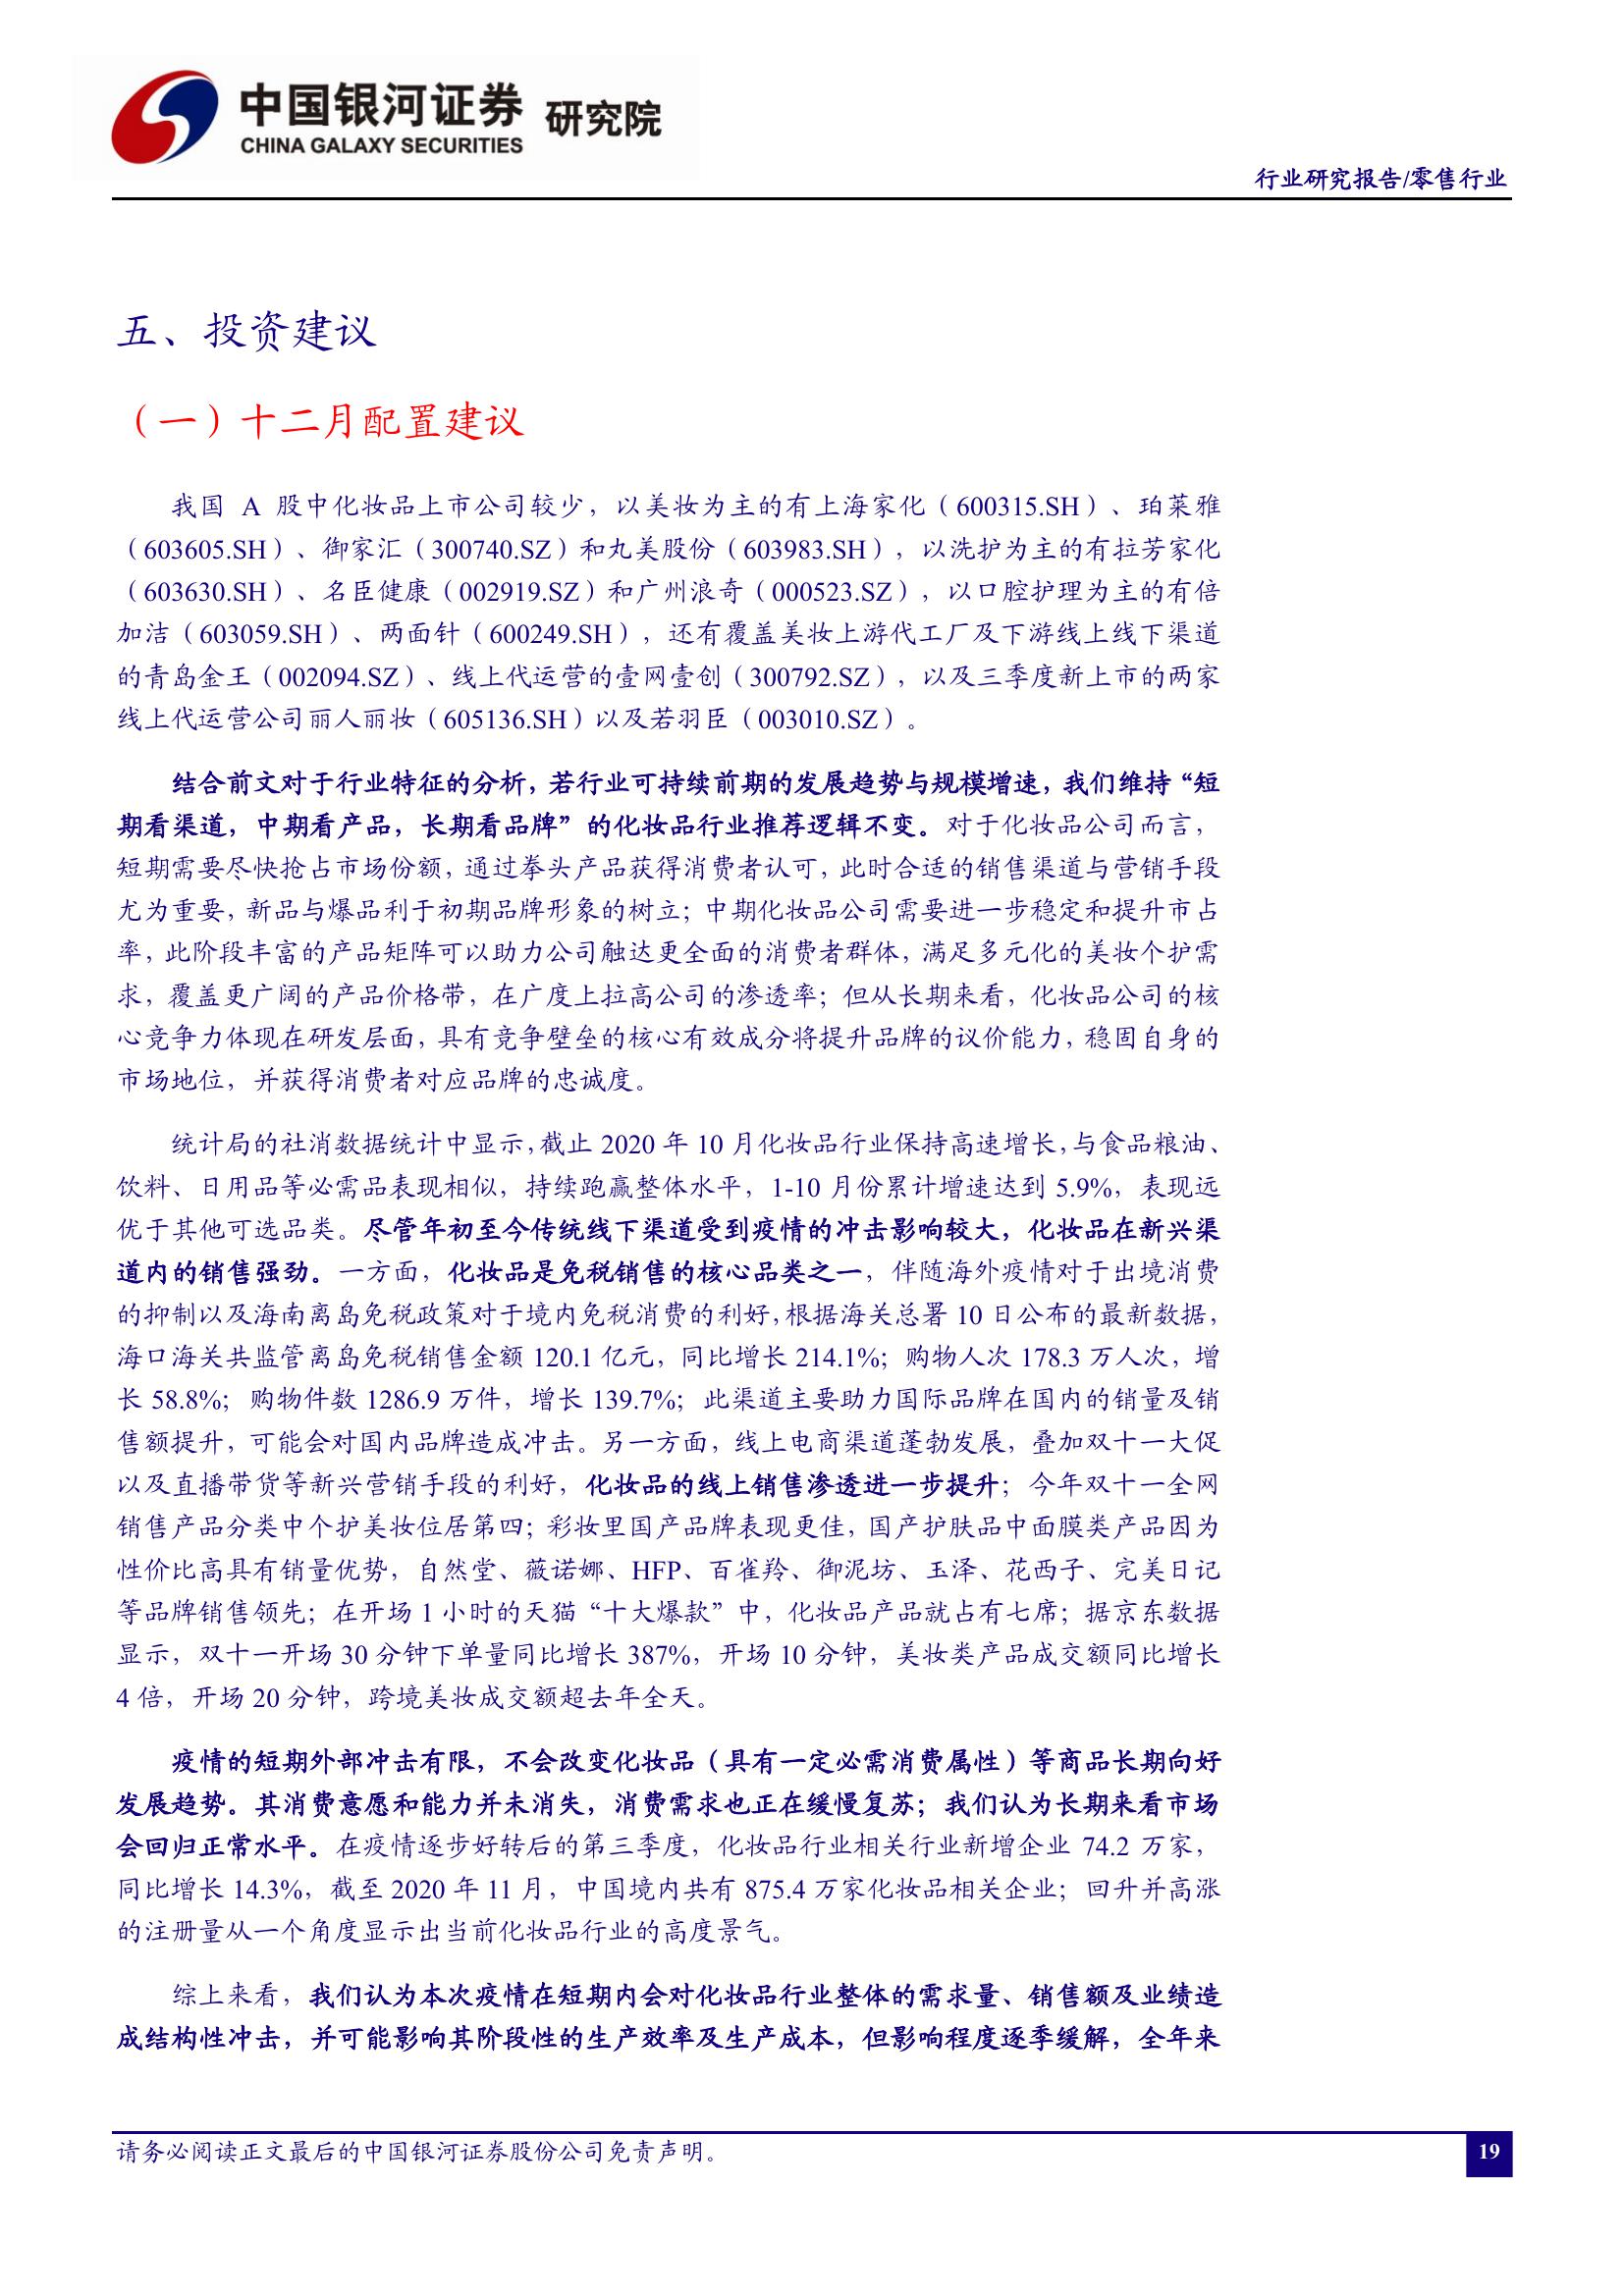 中国银河证券 研究院
CHINA GALAXY SECURITIES
行业研究报告/零售行业
五、投资建议
（一）十二月配置建议
我国 A 股中化妆品上市公司较少，以美妆为主的有上海家化（600315.SH）、珀莱雅
（603605.SH）、御家汇（300740.SZ）和丸美股份（603983.SH），以洗护为主的有拉芳家化
（603630.SH）、名臣健康（002919.SZ）和广州浪奇（000523.SZ），以口腔护理为主的有倍
加洁（603059.SH）、两面针（600249.SH），还有覆盖美妆上游代工厂及下游线上线下渠道
的青岛金王（002094.SZ）、线上代运营的壹网壹创（300792.SZ），以及三季度新上市的两家
线上代运营公司丽人丽妆（605136.SH）以及若羽臣（003010.SZ）。
结合前文对于行业特征的分析，若行业可持续前期的发展趋势与规模增速，我们维持“短
期看渠道，中期看产品，长期看品牌”的化妆品行业推荐逻辑不变。对于化妆品公司而言，
短期需要尽快抢占市场份额，通过拳头产品获得消费者认可，此时合适的销售渠道与营销手段
尤为重要，新品与爆品利于初期品牌形象的树立；中期化妆品公司需要进一步稳定和提升市占
率，此阶段丰富的产品矩阵可以助力公司触达更全面的消费者群体，满足多元化的美妆个护需
求，覆盖更广阔的产品价格带，在广度上拉高公司的渗透率；但从长期来看，化妆品公司的核
心竞争力体现在研发层面，具有竞争壁垒的核心有效成分将提升品牌的议价能力，稳固自身的
市场地位，并获得消费者对应品牌的忠诚度。
统计局的社消数据统计中显示，截止 2020 年 10 月化妆品行业保持高速增长，与食品粮油、
饮料、日用品等必需品表现相似，持续跑赢整体水平，1-10 月份累计增速达到 5.9%，表现远
优于其他可选品类。尽管年初至今传统线下渠道受到疫情的冲击影响较大，化妆品在新兴渠
道内的销售强劲。一方面，化妆品是免税销售的核心品类之一，伴随海外疫情对于出境消费
的抑制以及海南离岛免税政策对于境内免税消费的利好，根据海关总署 10 日公布的最新数据，
海口海关共监管离岛免税销售金额 120.1 亿元，同比增长 214.1%；购物人次 178.3 万人次，增
长 58.8%；购物件数 1286.9 万件，增长 139.7%；此渠道主要助力国际品牌在国内的销量及销
售额提升，可能会对国内品牌造成冲击。另一方面，线上电商渠道蓬勃发展，叠加双十一大促
以及直播带货等新兴营销手段的利好，化妆品的线上销售渗透进一步提升；今年双十一全网
销售产品分类中个护美妆位居第四；彩妆里国产品牌表现更佳，国产护肤品中面膜类产品因为
性价比高具有销量优势，自然堂、薇诺娜、HFP、百雀羚、御泥坊、玉泽、花西子、完美日记
等品牌销售领先；在开场 1 小时的天猫“十大爆款”中，化妆品产品就占有七席；据京东数据
显示，双十一开场 30 分钟下单量同比增长 387%，开场 10 分钟，美妆类产品成交额同比增长
4 倍，开场 20 分钟，跨境美妆成交额超去年全天。
疫情的短期外部冲击有限，不会改变化妆品（具有一定必需消费属性）等商品长期向好
发展趋势。其消费意愿和能力并未消失，消费需求也正在缓慢复苏；我们认为长期来看市场
会回归正常水平。在疫情逐步好转后的第三季度，化妆品行业相关行业新增企业 74.2 万家，
同比增长 14.3%，截至 2020 年 11 月，中国境内共有 875.4 万家化妆品相关企业；回升并高涨
的注册量从一个角度显示出当前化妆品行业的高度景气。
综上来看，我们认为本次疫情在短期内会对化妆品行业整体的需求量、销售额及业绩造
成结构性冲击，并可能影响其阶段性的生产效率及生产成本，但影响程度逐季缓解，全年来
请务必阅读正文最后的中国银河证券股份公司免责声明。
19